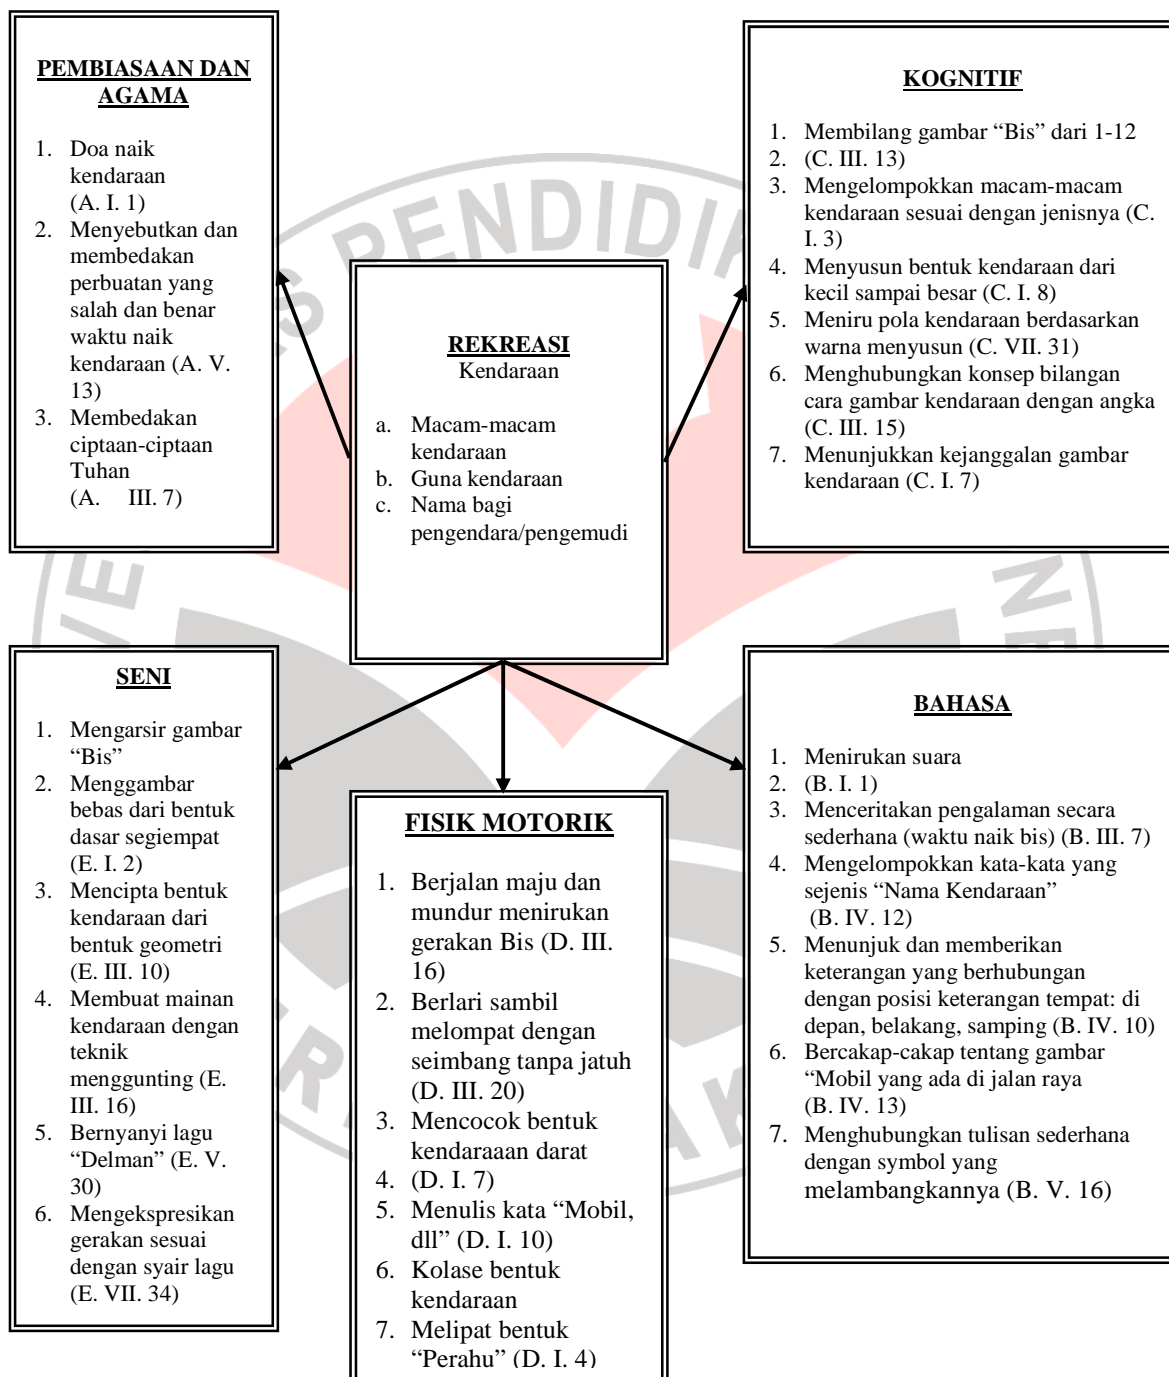 PEMBIASAAN DAN
AGAMA
1. Doa naik
kendaraan
(A. I. 1)
2. Menyebutkan dan
membedakan
perbuatan yang
salah dan benar
waktu naik
kendaraan (A. V.
13)
3. Membedakan
ciptaan-ciptaan
Tuhan
(A. III. 7)
KOGNITIF
1. Membilang gambar “Bis” dari 1-12
2. (C. III. 13)
3. Mengelompokkan macam-macam
kendaraan sesuai dengan jenisnya (C.
I. 3)
4. Menyusun bentuk kendaraan dari
kecil sampai besar (C. I. 8)
5. Meniru pola kendaraan berdasarkan
warna menyusun (C. VII. 31)
6. Menghubungkan konsep bilangan
cara gambar kendaraan dengan angka
(C. III. 15)
7. Menunjukkan kejanggalan gambar
kendaraan (C. I. 7)
REKREASI
Kendaraan
a. Macam-macam
kendaraan
b. Guna kendaraan
c. Nama bagi
pengendara/pengemudi
SENI
1. Mengarsir gambar
“Bis”
2. Menggambar
bebas dari bentuk
dasar segiempat
(E. I. 2)
3. Mencipta bentuk
kendaraan dari
bentuk geometri
(E. III. 10)
4. Membuat mainan
kendaraan dengan
teknik
menggunting (E.
III. 16)
5. Bernyanyi lagu
“Delman” (E. V.
30)
6. Mengekspresikan
gerakan sesuai
dengan syair lagu
(E. VII. 34)
FISIK MOTORIK
1. Berjalan maju dan
mundur menirukan
gerakan Bis (D. III.
16)
2. Berlari sambil
melompat dengan
seimbang tanpa jatuh
(D. III. 20)
3. Mencocok bentuk
kendaraaan darat
4. (D. I. 7)
5. Menulis kata “Mobil,
dll” (D. I. 10)
6. Kolase bentuk
kendaraan
7. Melipat bentuk
“Perahu” (D. I. 4)
BAHASA
1. Menirukan suara
2. (B. I. 1)
3. Menceritakan pengalaman secara
sederhana (waktu naik bis) (B. III. 7)
4. Mengelompokkan kata-kata yang
sejenis “Nama Kendaraan”
(B. IV. 12)
5. Menunjuk dan memberikan
keterangan yang berhubungan
dengan posisi keterangan tempat: di
depan, belakang, samping (B. IV. 10)
6. Bercakap-cakap tentang gambar
“Mobil yang ada di jalan raya
(B. IV. 13)
7. Menghubungkan tulisan sederhana
dengan symbol yang
melambangkannya (B. V. 16)